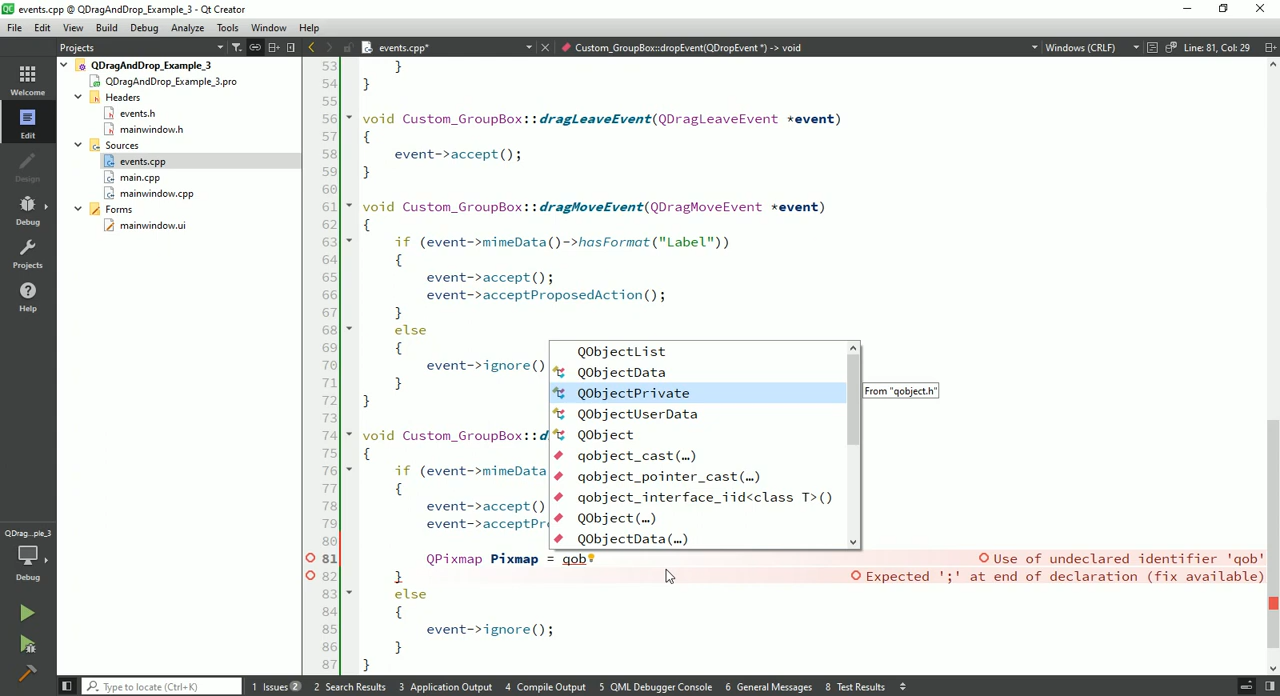 events.cpp @ QDragAndDrop_Example_3 - Qt Creator
File Edit View Build Debug Analyze Tools Window Help
Projects events.cpp* Custom_GroupBox::dropEvent(QDropEvent *) -> void Windows (CRLF) Line: 81, Col: 29
Welcome
Edit
Design
Debug
Projects
Help
QDrag...ple_3
Debug
QDragAndDrop_Example_3
QDragAndDrop_Example_3.pro
Headers
events.h
mainwindow.h
Sources
events.cpp
main.cpp
mainwindow.cpp
Forms
mainwindow.ui
53 }
54 }
55
56 void Custom_GroupBox::dragLeaveEvent(QDragLeaveEvent *event)
57 {
58 event->accept();
59 }
60
61 void Custom_GroupBox::dragMoveEvent(QDragMoveEvent *event)
62 {
63 if (event->mimeData()->hasFormat("Label"))
64 {
65 event->accept();
66 event->acceptProposedAction();
67 }
68 else
69 {
70 event->ignore()
71 }
72 }
73
74 void Custom_GroupBox::d
75 {
76 if (event->mimeData
77 {
78 event->accept()
79 event->acceptPr
80
81 QPixmap Pixmap = qob Use of undeclared identifier 'qob'
82 } Expected ';' at end of declaration (fix available)
83 else
84 {
85 event->ignore();
86 }
87 }
QObjectList
QObjectData
QObjectPrivate
QObjectUserData
QObject
qobject_cast(…)
qobject_pointer_cast(…)
qobject_interface_iid<class T>()
QObject(…)
QObjectData(…)
From "qobject.h"
Type to locate (Ctrl+K) 1 Issues 2 2 Search Results 3 Application Output 4 Compile Output 5 QML Debugger Console 6 General Messages 8 Test Results